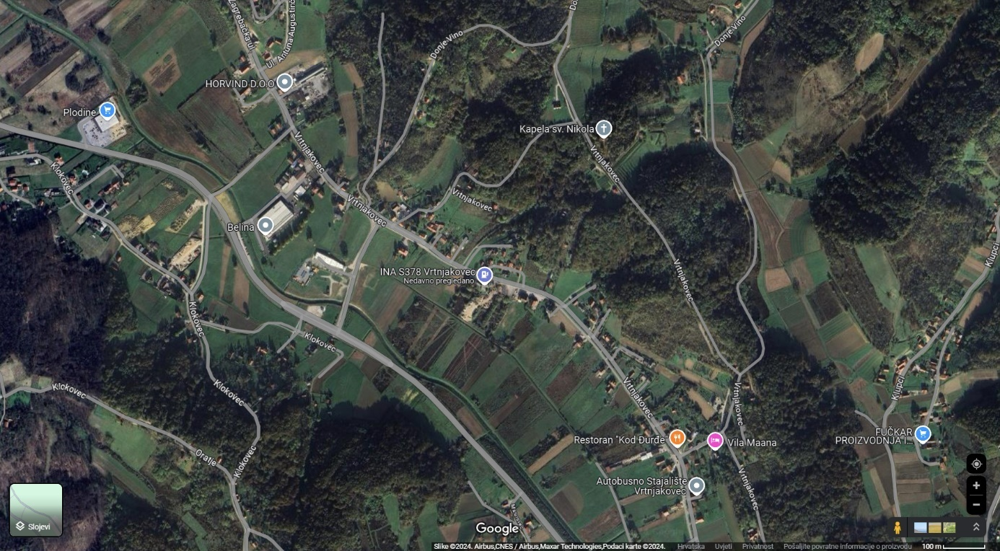 Zagrebačka ul.
Ul. Antuna Augustinčića
Donje Vino
Donje Vino
HORVIND D.O.O
Plodine
Kapela sv. Nikola
Vrtnjakovec
Vrtnjakovec
Klokovec
Vrtnjakovec
Vrtnjakovec
Belina
INA S378 Vrtnjakovec
Nedavno pregledano
Vrtnjakovec
Klupci
Klokovec
Klokovec
Klokovec
Klokovec
Vrtnjakovec
Vrtnjakovec
Klupci
Restoran "Kod Đurđe
Vila Maana
FUČKAR
PROIZVODNJA I...
Oratje
Klokovec
Autobusno Stajalište
Vrtnjakovec
Vrtnjakovec
Slojevi
Google
Slike ©2024. Airbus,CNES / Airbus,Maxar Technologies,Podaci karte ©2024. Hrvatska Uvjeti Privatnost Pošaljite povratne informacije o proizvodu 100 m